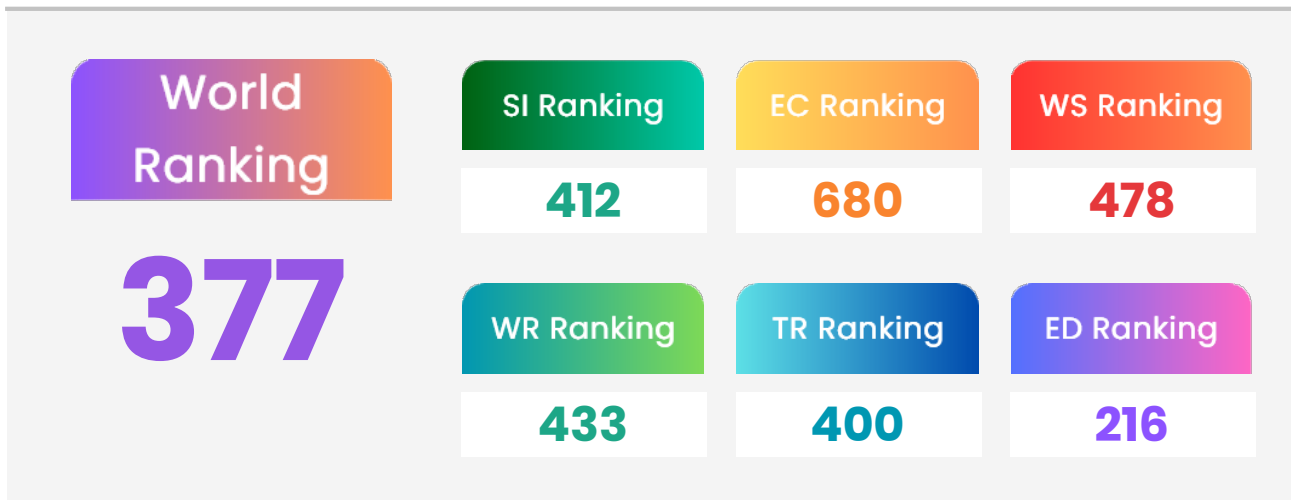 World
Ranking
377
SI Ranking
412
EC Ranking
680
WS Ranking
478
WR Ranking
433
TR Ranking
400
ED Ranking
216